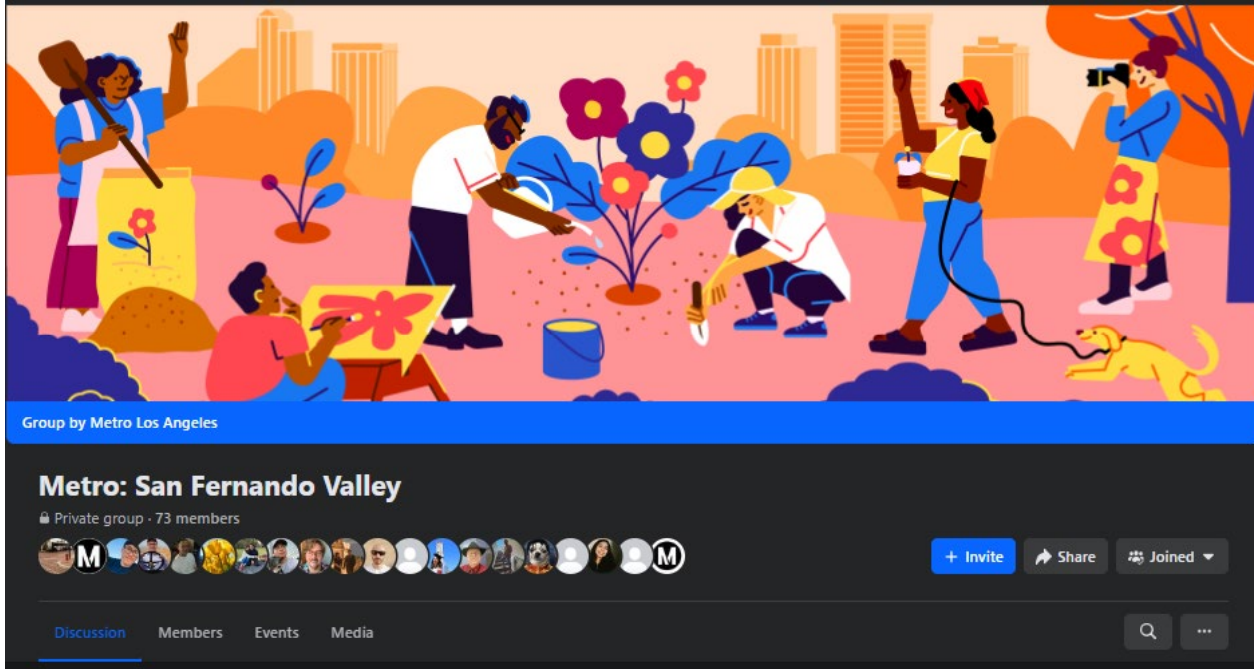 Group by Metro Los Angeles
Metro: San Fernando Valley
Private group · 73 members
M
M
+ Invite
Share
Joined
Discussion
Members
Events
Media